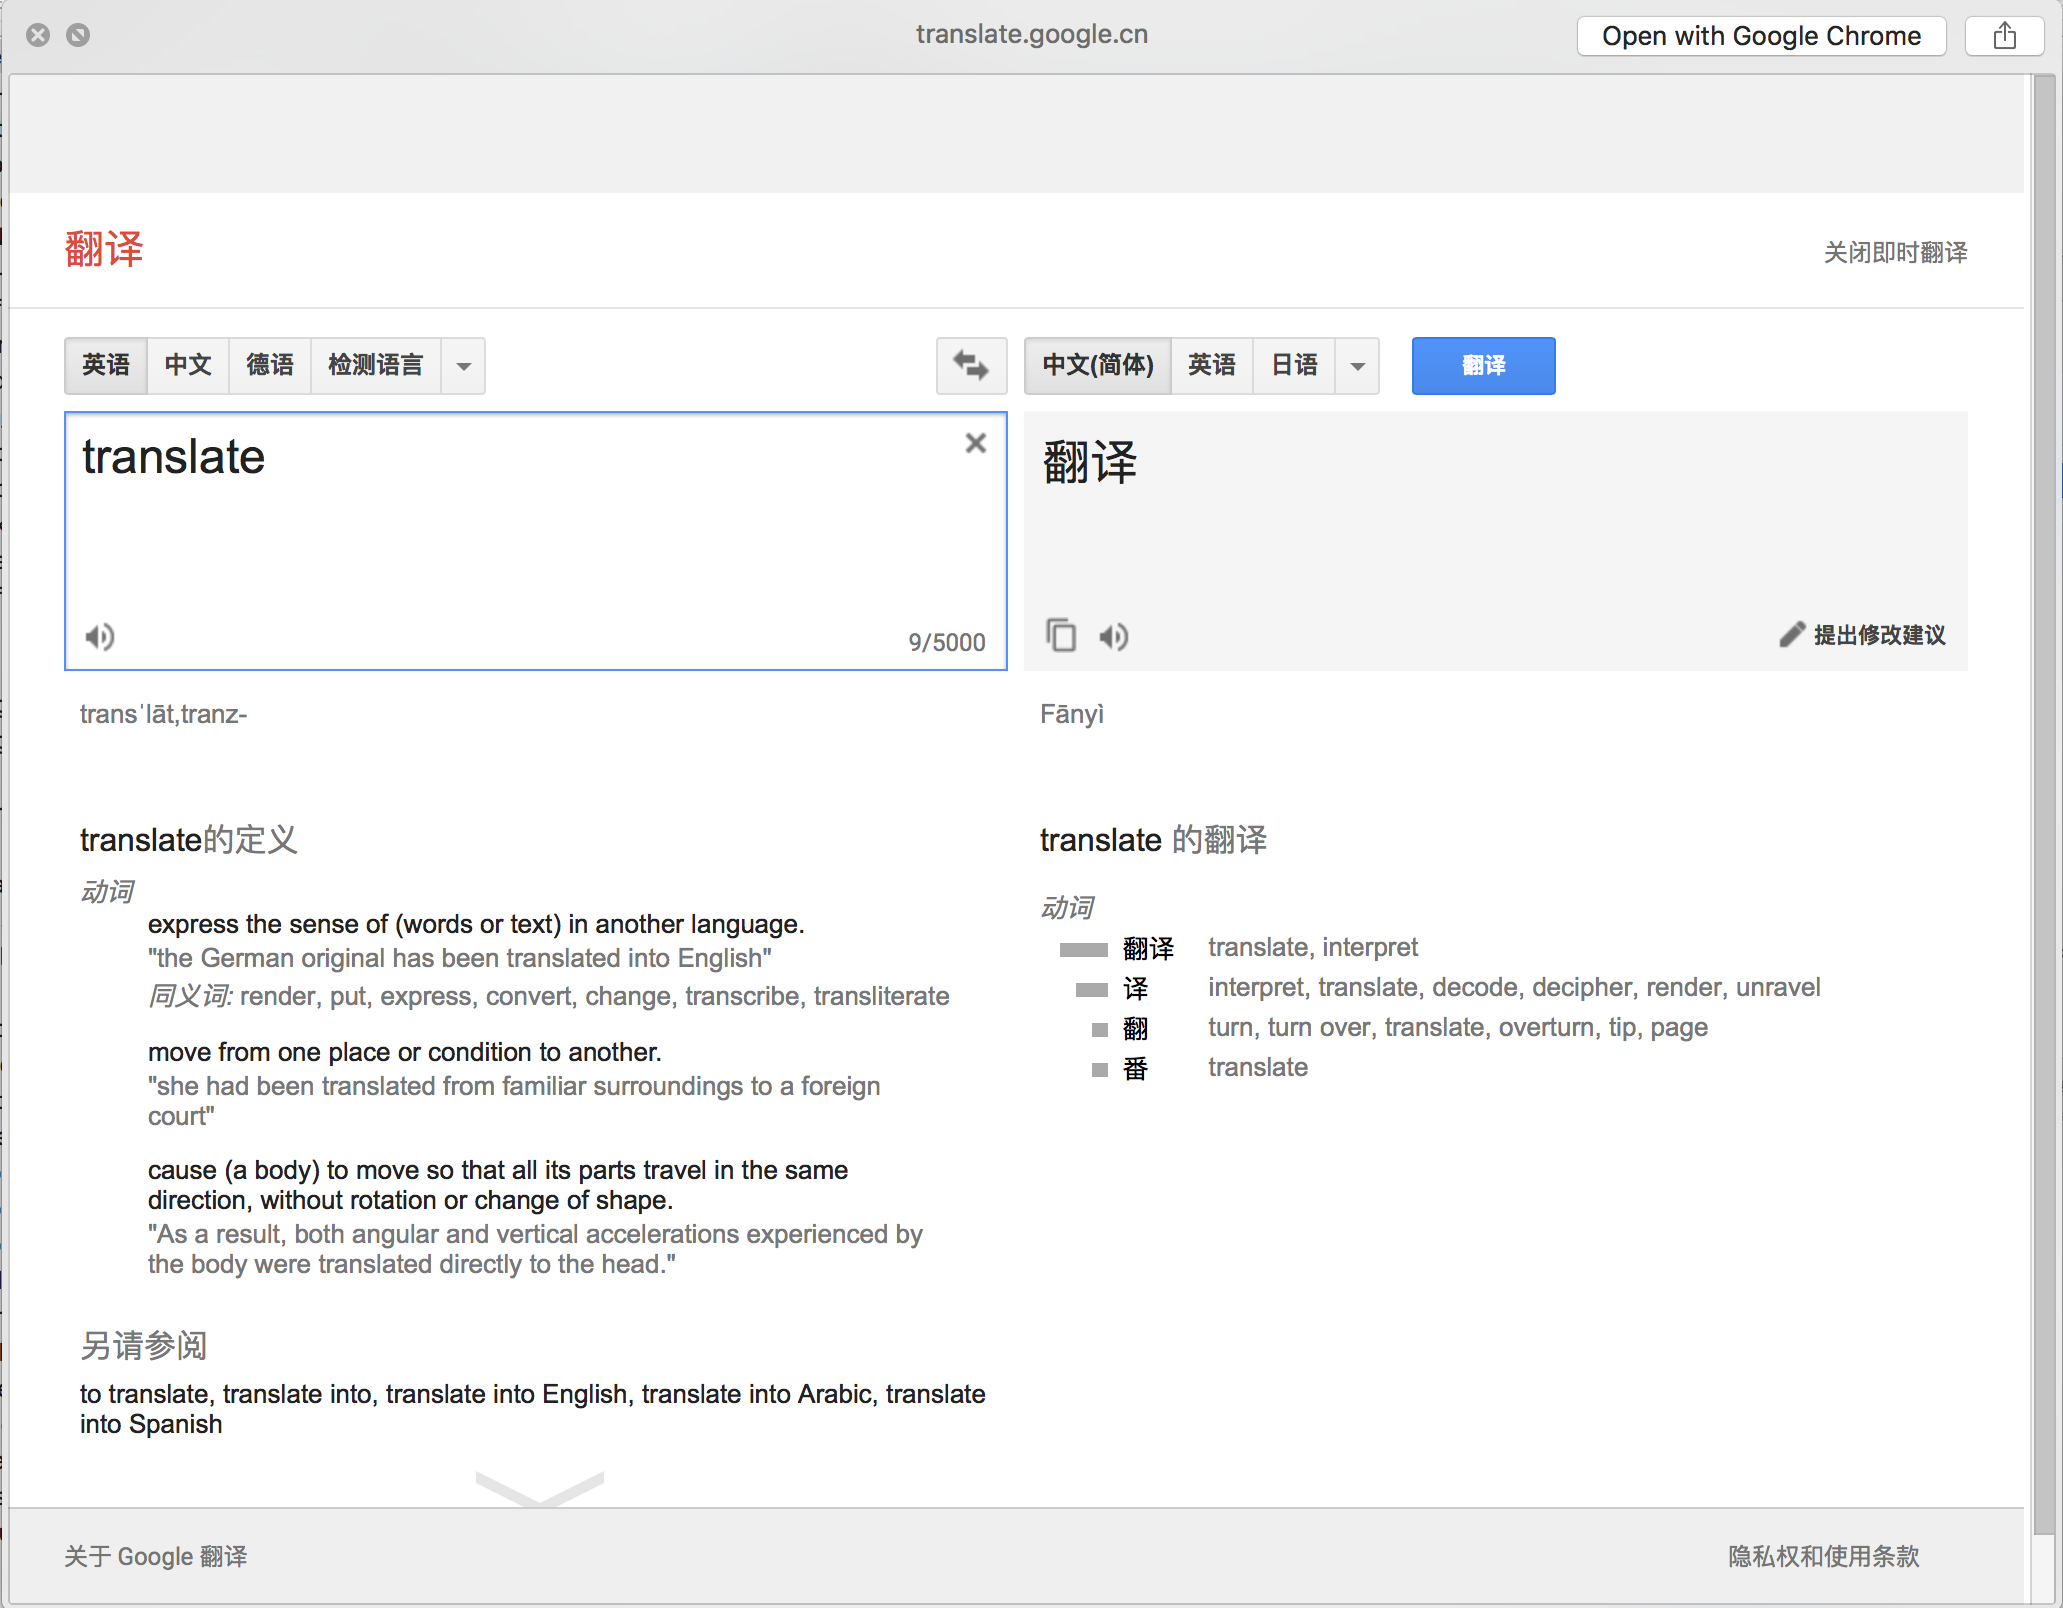 translate.google.cn
Open with Google Chrome
翻译
关闭即时翻译
英语 中文 德语 检测语言
中文(简体) 英语 日语
翻译
translate
9/5000
翻译
提出修改建议
transˈlāt,tranz-
Fānyì
translate的定义
动词
express the sense of (words or text) in another language.
"the German original has been translated into English"
同义词: render, put, express, convert, change, transcribe, transliterate
move from one place or condition to another.
"she had been translated from familiar surroundings to a foreign
court"
cause (a body) to move so that all its parts travel in the same
direction, without rotation or change of shape.
"As a result, both angular and vertical accelerations experienced by
the body were translated directly to the head."
另请参阅
to translate, translate into, translate into English, translate into Arabic, translate
into Spanish
translate 的翻译
动词
翻译 translate, interpret
译 interpret, translate, decode, decipher, render, unravel
翻 turn, turn over, translate, overturn, tip, page
番 translate
关于 Google 翻译
隐私权和使用条款